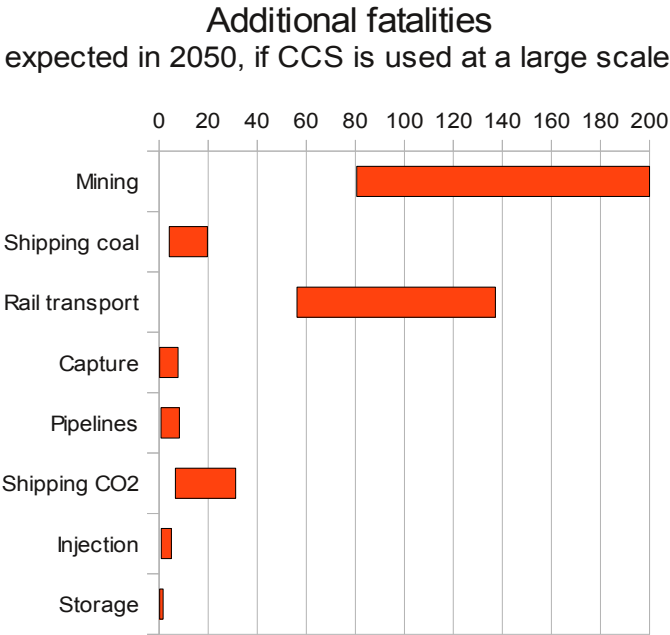 Additional fatalities
expected in 2050, if CCS is used at a large scale
0 20 40 60 80 100 120 140 160 180 200
Mining
Shipping coal
Rail transport
Capture
Pipelines
Shipping CO2
Injection
Storage